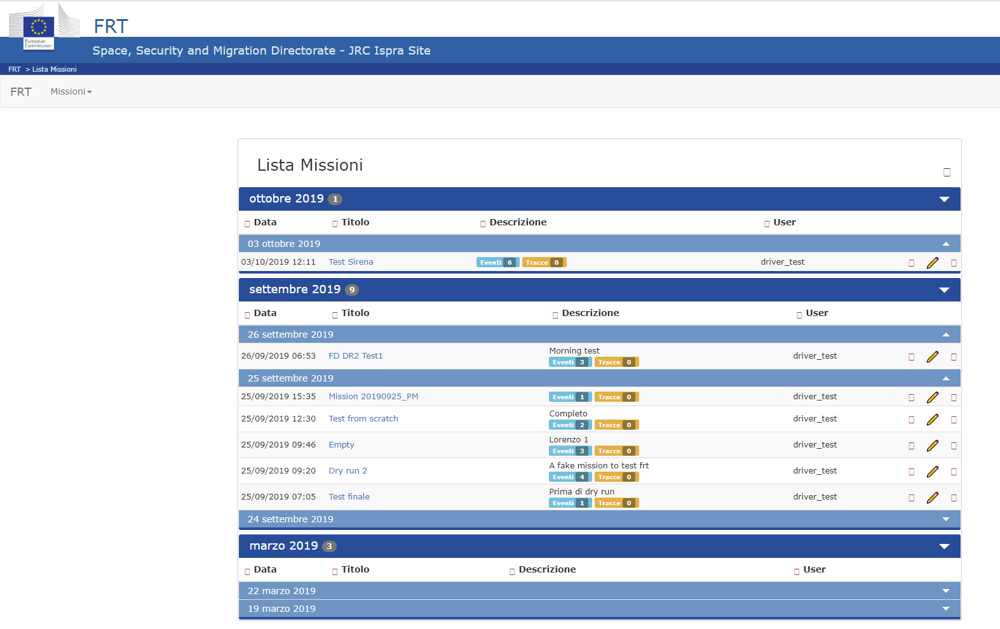 European
Commission
FRT
Space, Security and Migration Directorate - JRC Ispra Site
FRT > Lista Missioni
FRT Missioni
Lista Missioni
ottobre 2019 1
Data Titolo Descrizione User
03 ottobre 2019
03/10/2019 12:11 Test Sirena Eventi 6 Tracce 0 driver_test
settembre 2019 9
Data Titolo Descrizione User
26 settembre 2019
Morning test
26/09/2019 06:53 FD DR2 Test1 Eventi 3 Tracce 0 driver_test
25 settembre 2019
25/09/2019 15:35 Mission 20190925_PM Eventi 1 Tracce 0 driver_test
Completo
25/09/2019 12:30 Test from scratch Eventi 2 Tracce 0 driver_test
Lorenzo 1
25/09/2019 09:46 Empty Eventi 3 Tracce 0 driver_test
A fake mission to test frt
25/09/2019 09:20 Dry run 2 Eventi 4 Tracce 0 driver_test
Prima di dry run
25/09/2019 07:05 Test finale Eventi 1 Tracce 0 driver_test
24 settembre 2019
marzo 2019 3
Data Titolo Descrizione User
22 marzo 2019
19 marzo 2019